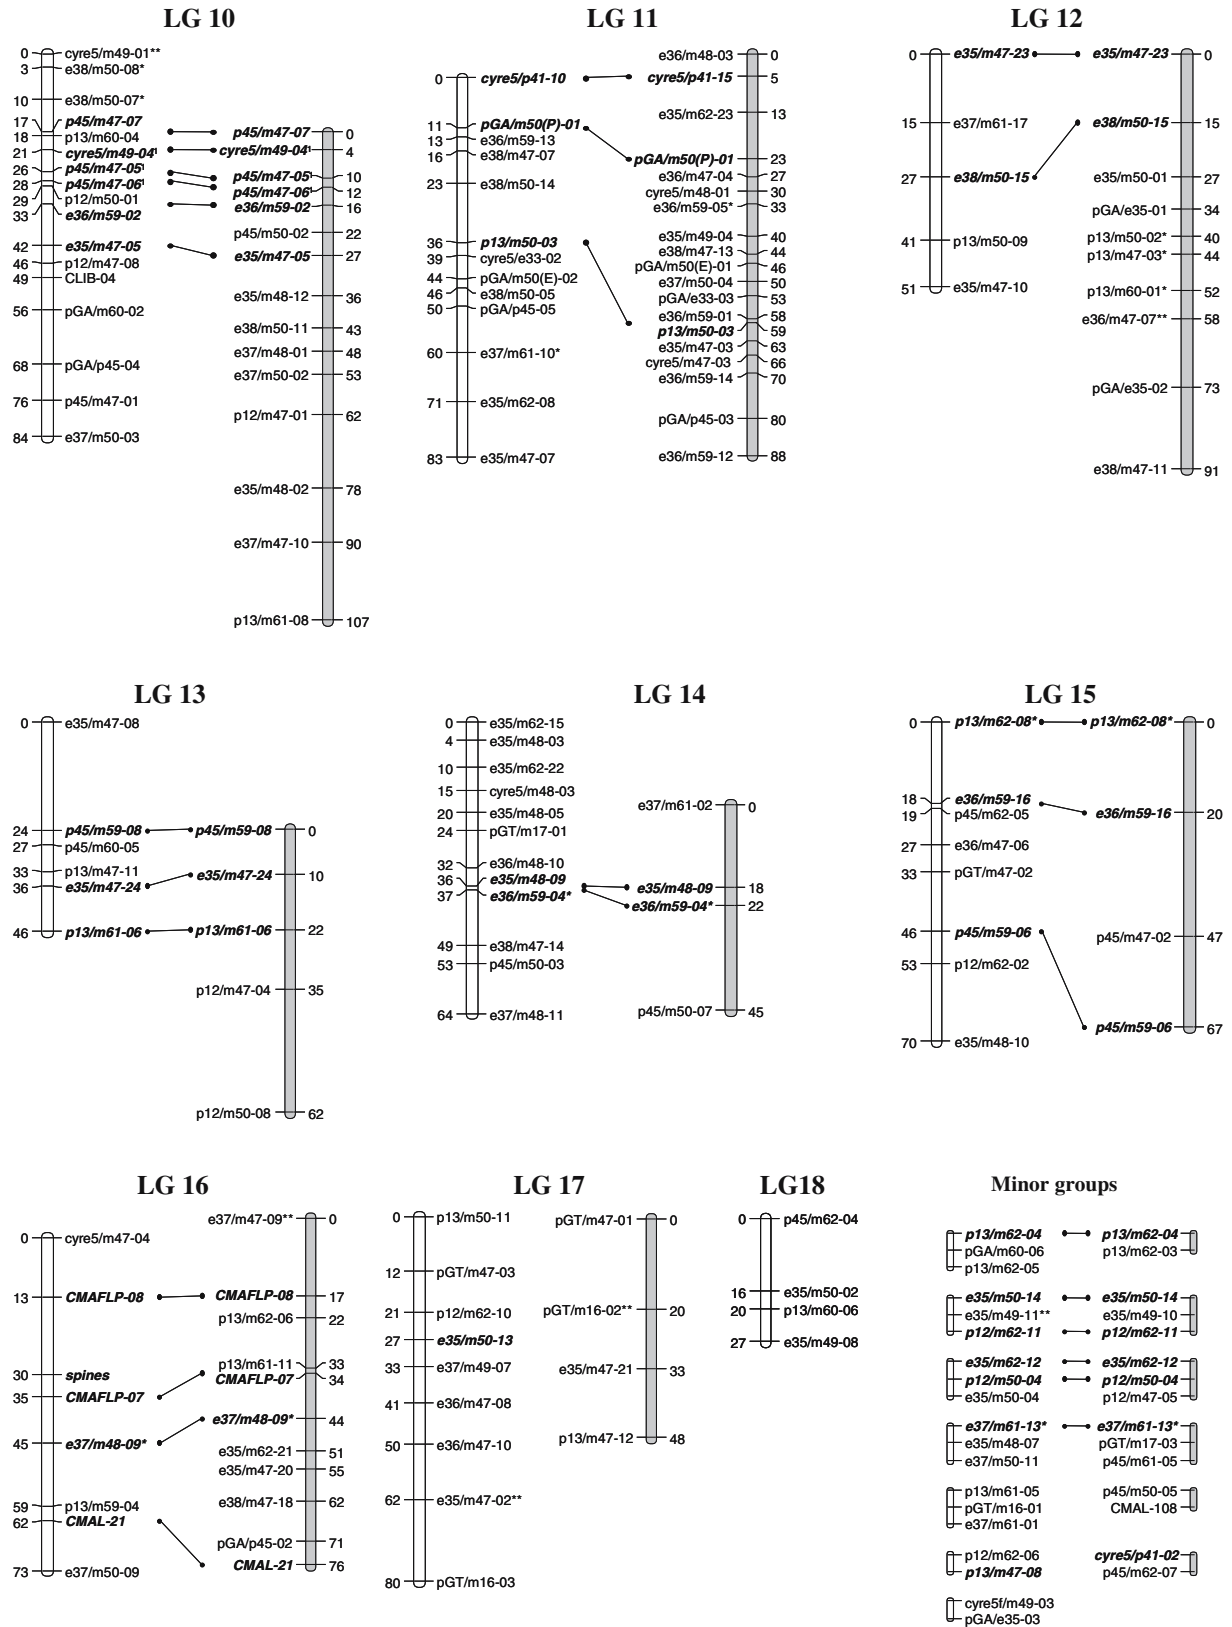 LG 10
0 cyre5/m49-01**
3 e38/m50-08*
10 e38/m50-07*
17 p45/m47-07
18 p13/m60-04
21 cyre5/m49-04¹
26 p45/m47-05¹
28 p45/m47-06¹
29 p12/m50-01
33 e36/m59-02
42 e35/m47-05
46 p12/m47-08
49 CLIB-04
56 pGA/m60-02
68 pGA/p45-04
76 p45/m47-01
84 e37/m50-03
p45/m47-07 0
cyre5/m49-04¹ 4
p45/m47-05¹ 10
p45/m47-06¹ 12
e36/m59-02 16
p45/m50-02 22
e35/m47-05 27
e35/m48-12 36
e38/m50-11 43
e37/m48-01 48
e37/m50-02 53
p12/m47-01 62
e35/m48-02 78
e37/m47-10 90
p13/m61-08 107
LG 11
0 cyre5/p41-10
11 pGA/m50(P)-01
13 e36/m59-13
16 e38/m47-07
23 e38/m50-14
36 p13/m50-03
39 cyre5/e33-02
44 pGA/m50(E)-02
46 e38/m50-05
50 pGA/p45-05
60 e37/m61-10*
71 e35/m62-08
83 e35/m47-07
e36/m48-03 0
cyre5/p41-15 5
e35/m62-23 13
pGA/m50(P)-01 23
e36/m47-04 27
cyre5/m48-01 30
e36/m59-05* 33
e35/m49-04 40
e38/m47-13 44
pGA/m50(E)-01 46
e37/m50-04 50
pGA/e33-03 53
e36/m59-01 58
p13/m50-03 59
e35/m47-03 63
cyre5/m47-03 66
e36/m59-14 70
pGA/p45-03 80
e36/m59-12 88
LG 12
0 e35/m47-23
15 e37/m61-17
27 e38/m50-15
41 p13/m50-09
51 e35/m47-10
e35/m47-23 0
e38/m50-15 15
e35/m50-01 27
pGA/e35-01 34
p13/m50-02* 40
p13/m47-03* 44
p13/m60-01* 52
e36/m47-07** 58
pGA/e35-02 73
e38/m47-11 91
LG 13
0 e35/m47-08
24 p45/m59-08
27 p45/m60-05
33 p13/m47-11
36 e35/m47-24
46 p13/m61-06
p45/m59-08 0
e35/m47-24 10
p13/m61-06 22
p12/m47-04 35
p12/m50-08 62
LG 14
0 e35/m62-15
4 e35/m48-03
10 e35/m62-22
15 cyre5/m48-03
20 e35/m48-05
24 pGT/m17-01
32 e36/m48-10
36 e35/m48-09
37 e36/m59-04*
49 e38/m47-14
53 p45/m50-03
64 e37/m48-11
e37/m61-02 0
e35/m48-09 18
e36/m59-04* 22
p45/m50-07 45
LG 15
0 p13/m62-08*
18 e36/m59-16
19 p45/m62-05
27 e36/m47-06
33 pGT/m47-02
46 p45/m59-06
53 p12/m62-02
70 e35/m48-10
p13/m62-08* 0
e36/m59-16 20
p45/m47-02 47
p45/m59-06 67
LG 16
0 cyre5/m47-04
13 CMAFLP-08
30 spines
35 CMAFLP-07
45 e37/m48-09*
59 p13/m59-04
62 CMAL-21
73 e37/m50-09
e37/m47-09** 0
CMAFLP-08 17
p13/m62-06 22
p13/m61-11 33
CMAFLP-07 34
e37/m48-09* 44
e35/m62-21 51
e35/m47-20 55
e38/m47-18 62
pGA/p45-02 71
CMAL-21 76
LG 17
0 p13/m50-11
12 pGT/m47-03
21 p12/m62-10
27 e35/m50-13
33 e37/m49-07
41 e36/m47-08
50 e36/m47-10
62 e35/m47-02**
80 pGT/m16-03
pGT/m47-01 0
pGT/m16-02** 20
e35/m47-21 33
p13/m47-12 48
LG18
0 p45/m62-04
16 e35/m50-02
20 p13/m60-06
27 e35/m49-08
Minor groups
p13/m62-04 p13/m62-04
pGA/m60-06 p13/m62-03
p13/m62-05
e35/m50-14 e35/m50-14
e35/m49-11** e35/m49-10
p12/m62-11 p12/m62-11
e35/m62-12 e35/m62-12
p12/m50-04 p12/m50-04
e35/m50-04 p12/m47-05
e37/m61-13* e37/m61-13*
e35/m48-07 pGT/m17-03
e37/m50-11 p45/m61-05
p13/m61-05 p45/m50-05
pGT/m16-01 CMAL-108
e37/m61-01
p12/m62-06 cyre5/p41-02
p13/m47-08 p45/m62-07
cyre5f/m49-03
pGA/e35-03